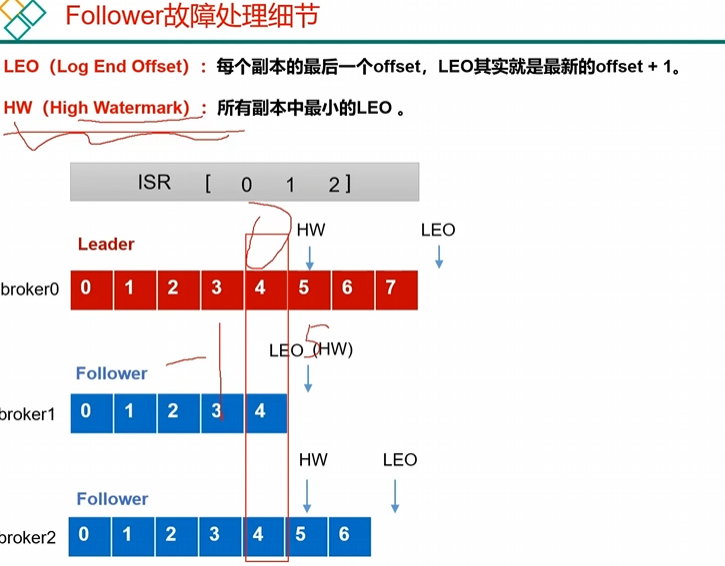 Follower故障处理细节
LEO（Log End Offset）：每个副本的最后一个offset，LEO其实就是最新的offset + 1。
HW（High Watermark）：所有副本中最小的LEO 。
ISR [ 0 1 2 ]
HW LEO
Leader
broker0 0 1 2 3 4 5 6 7
5
LEO (HW)
Follower
broker1 0 1 2 3 4
HW LEO
Follower
broker2 0 1 2 3 4 5 6